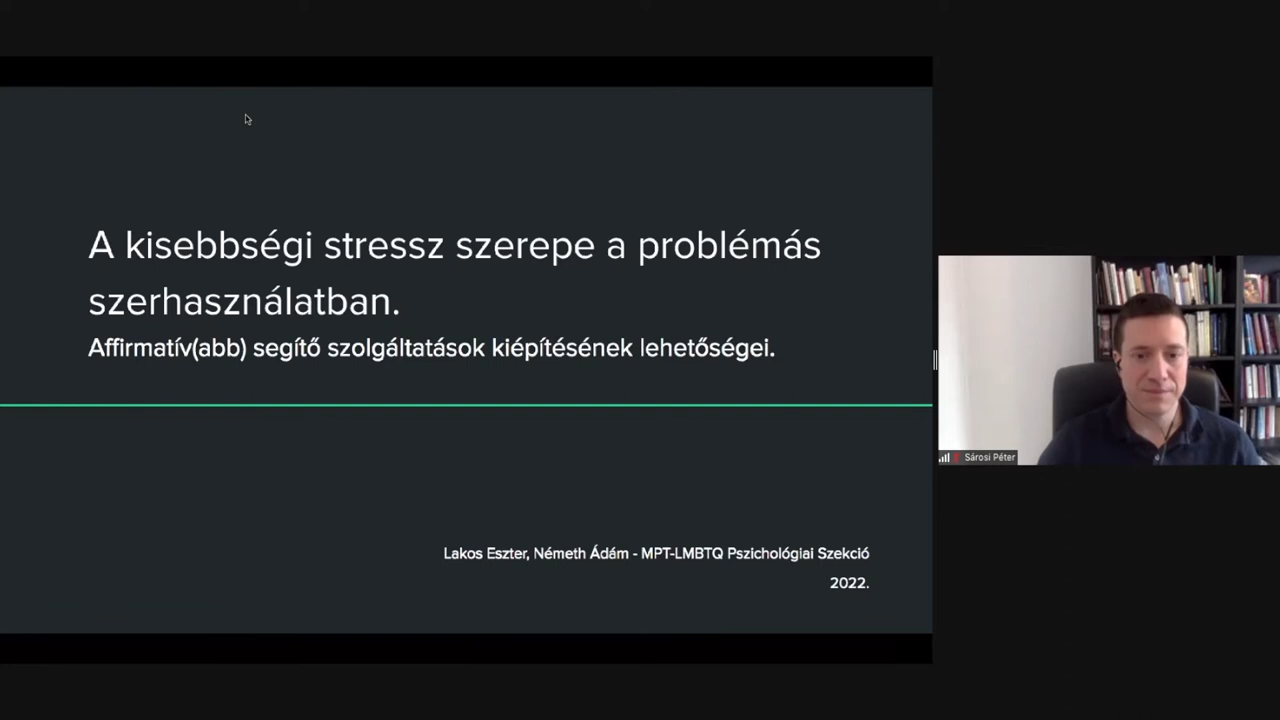 A kisebbségi stressz szerepe a problémás
szerhasználatban.
Affirmatív(abb) segítő szolgáltatások kiépítésének lehetőségei.
Lakos Eszter, Németh Ádám - MPT-LMBTQ Pszichológiai Szekció
2022.
Sárosi Péter